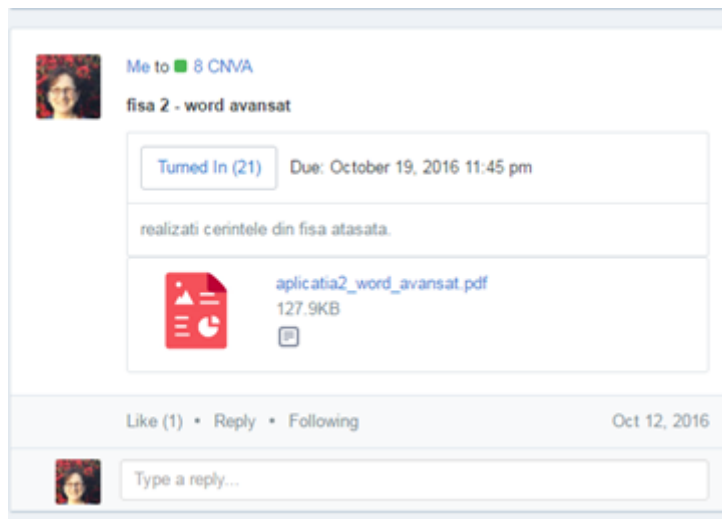 Me to 8 CNVA
fisa 2 - word avansat
Turned In (21) Due: October 19, 2016 11:45 pm
realizati cerintele din fisa atasata.
aplicatia2_word_avansat.pdf
127.9KB
Like (1) • Reply • Following Oct 12, 2016
Type a reply...